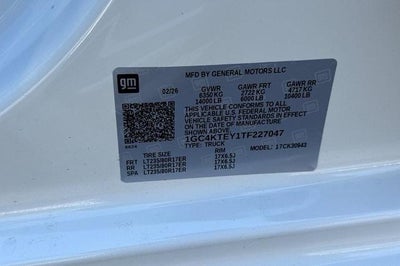 gm
MFD BY GENERAL MOTORS LLC
02/26 GVWR GAWR FRT GAWR RR
6350 KG 2722 KG 4717 KG
14000 LB 6000 LB 10400 LB
THIS VEHICLE CONFORMS TO ALL
APPLICABLE U.S. FEDERAL MOTOR
VEHICLE SAFETY STANDARDS IN
EFFECT ON THE DATE OF
MANUFACTURE SHOWN ABOVE.
1GC4KTEY1TF227047
TYPE: TRUCK MODEL: 17CK30943
TIRE SIZE RIM
FRT LT235/80R17ER 17X6.5J
RR LT235/80R17ER 17X6.5J
SPA LT235/80R17ER 17X6.5J